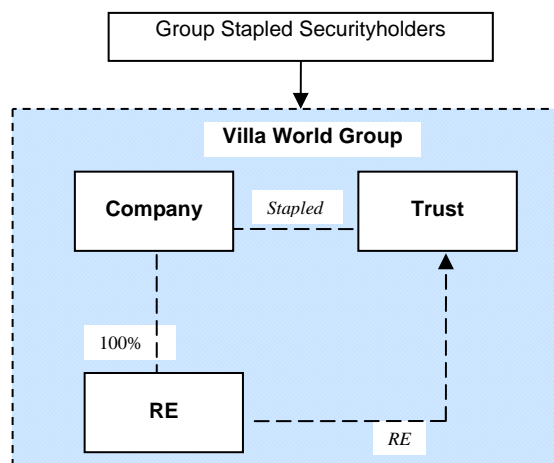 Group Stapled Securityholders
Villa World Group
Company
Stapled
Trust
100%
RE
RE